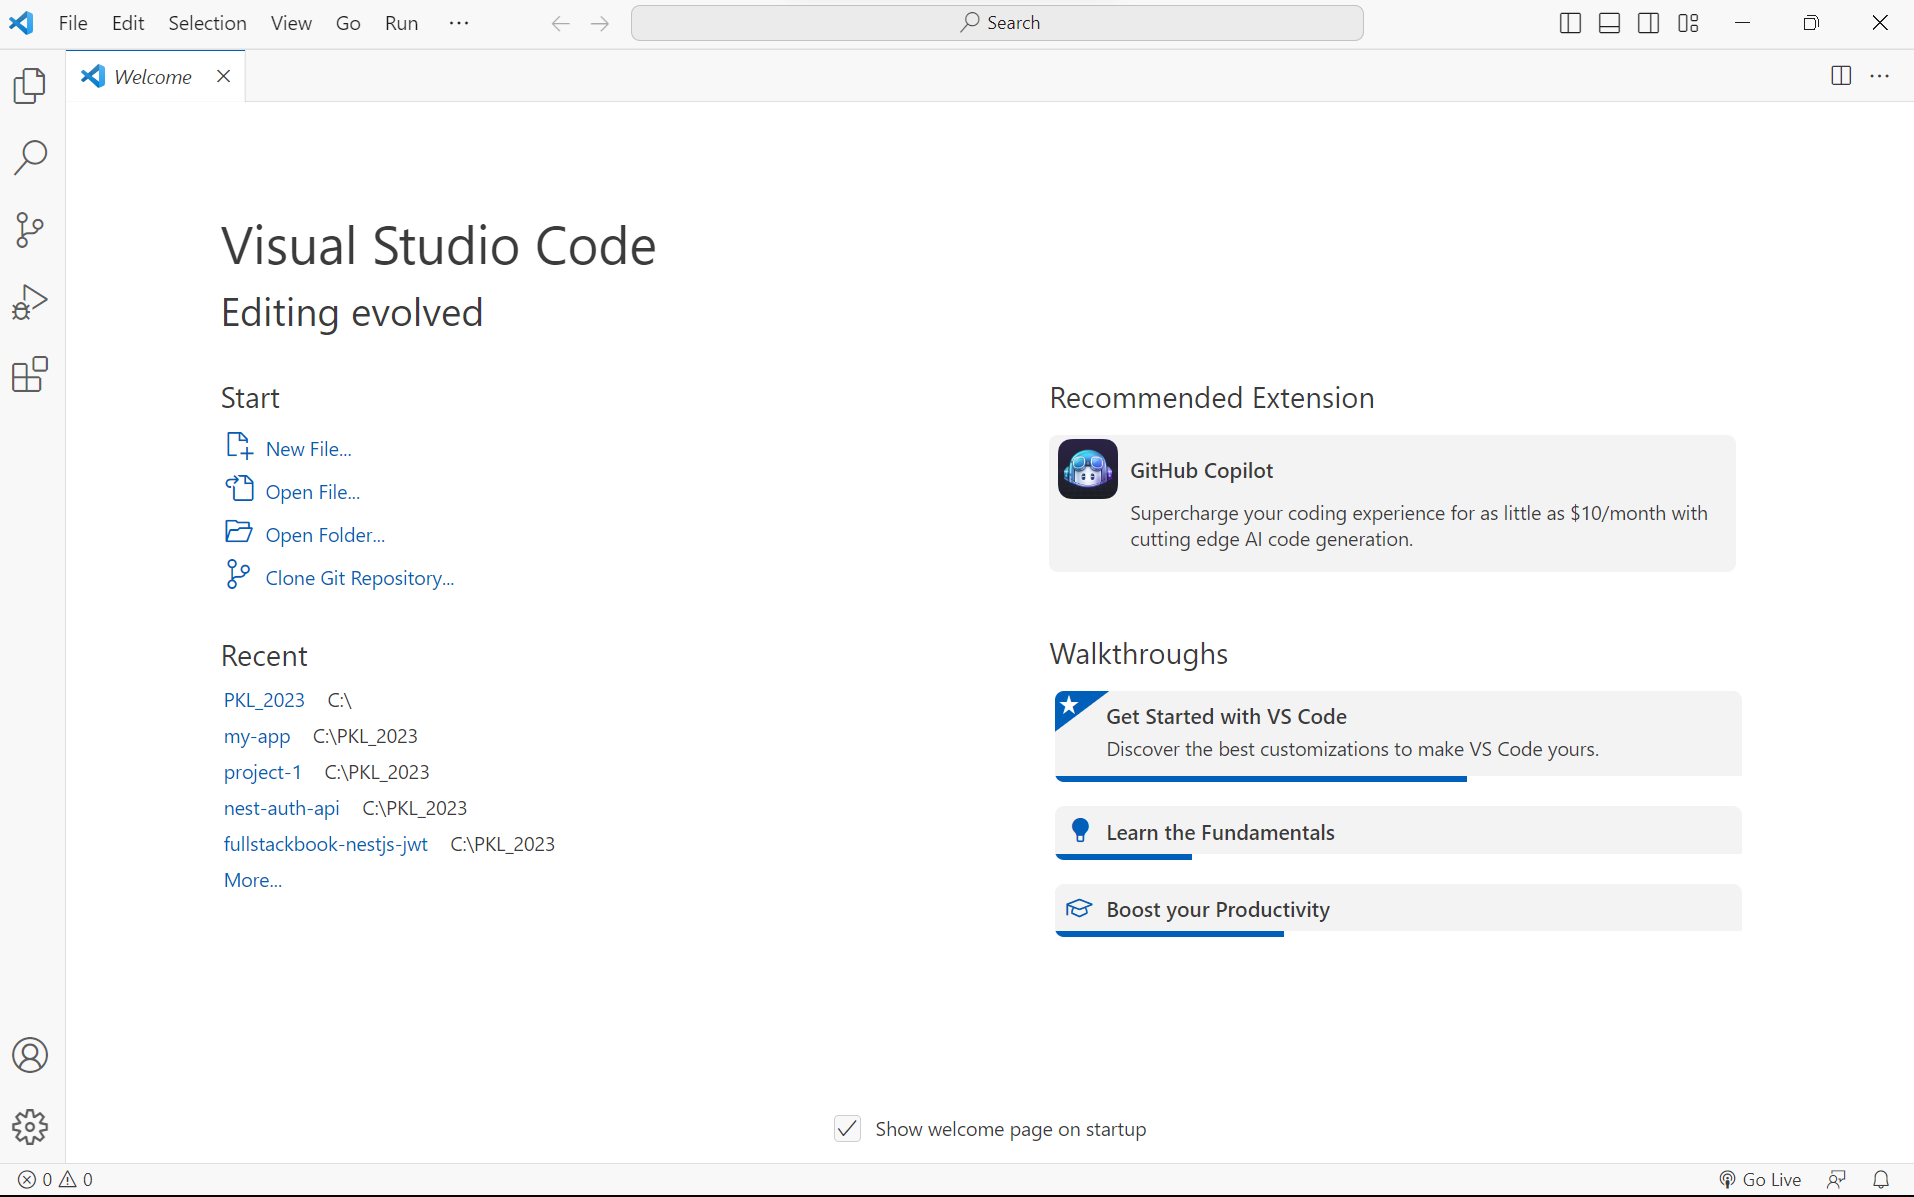 File Edit Selection View Go Run ···
Search
Welcome
Visual Studio Code
Editing evolved
Start
New File...
Open File...
Open Folder...
Clone Git Repository...
Recent
PKL_2023 C:\
my-app C:\PKL_2023
project-1 C:\PKL_2023
nest-auth-api C:\PKL_2023
fullstackbook-nestjs-jwt C:\PKL_2023
More...
Recommended Extension
GitHub Copilot
Supercharge your coding experience for as little as $10/month with
cutting edge AI code generation.
Walkthroughs
Get Started with VS Code
Discover the best customizations to make VS Code yours.
Learn the Fundamentals
Boost your Productivity
Show welcome page on startup
0 0
Go Live